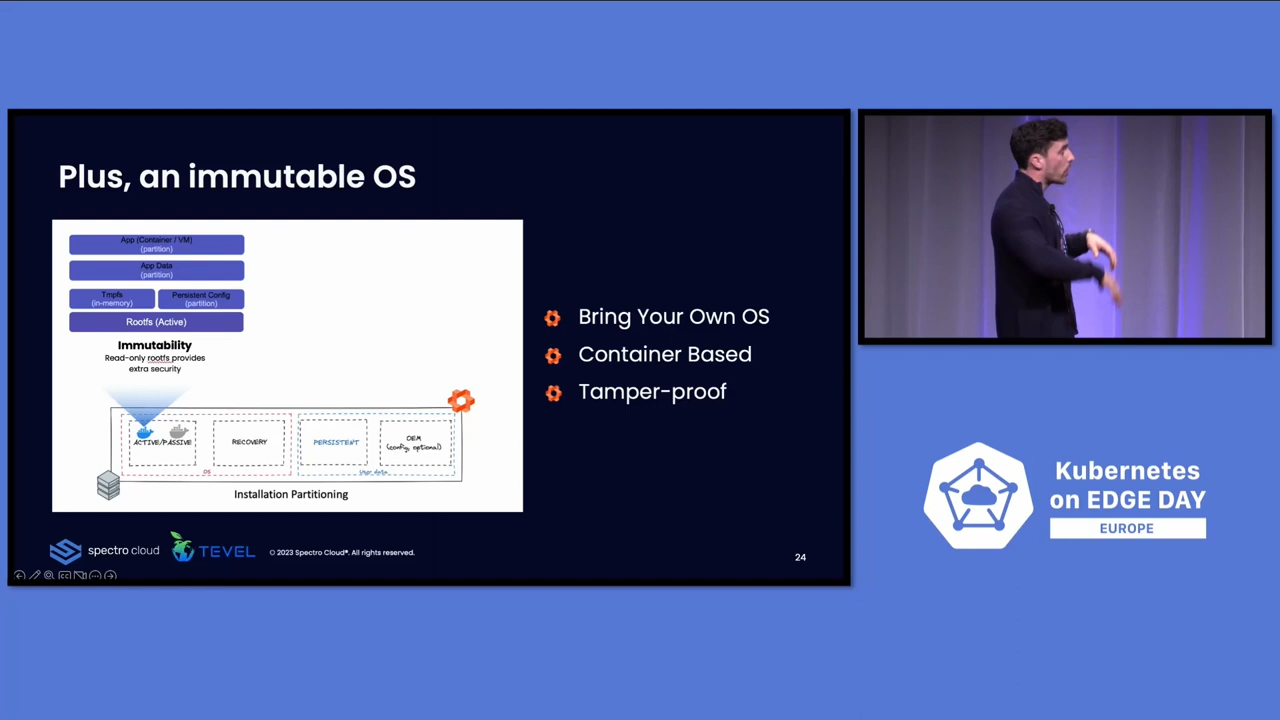 Plus, an immutable OS
App (Container / VM)
(partition)
App Data
(partition)
Tmpfs
(in-memory)
Persistent Config
(partition)
Rootfs (Active)
Immutability
Read-only rootfs provides
extra security
ACTIVE/PASSIVE
RECOVERY
PERSISTENT
OEM
(config, optional)
OS
User data
Installation Partitioning
Bring Your Own OS
Container Based
Tamper-proof
spectro cloud
TEVEL
© 2023 Spectro Cloud®. All rights reserved.
24
Kubernetes
on EDGE DAY
EUROPE